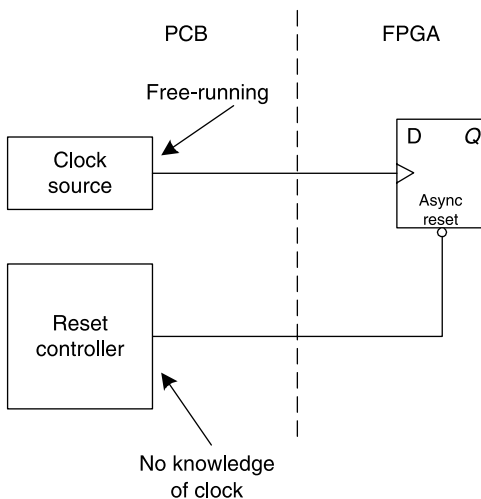 PCB
FPGA
Free-running
Clock
source
D
Q
Async
reset
Reset
controller
No knowledge
of clock